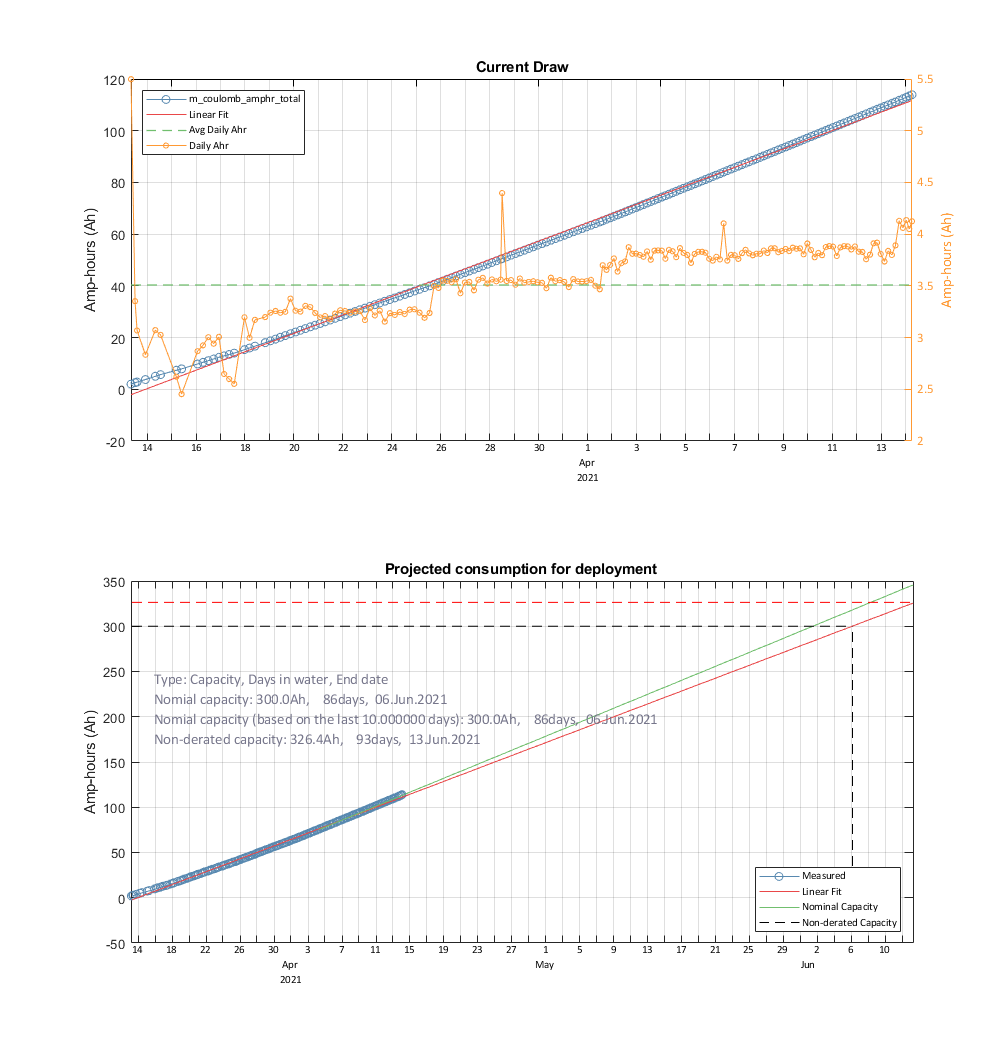 Current Draw
120
100
80
60
40
20
0
-20
Amp-hours (Ah)
m_coulomb_amphr_total
Linear Fit
Avg Daily Ahr
Daily Ahr
5.5
5
4.5
4
3.5
3
2.5
2
Amp-hours (Ah)
14 16 18 20 22 24 26 28 30 1 3 5 7 9 11 13
Apr
2021
Projected consumption for deployment
350
300
250
200
150
100
50
0
-50
Amp-hours (Ah)
Type: Capacity, Days in water, End date
Nomial capacity: 300.0Ah, 86days, 06.Jun.2021
Nomial capacity (based on the last 10.000000 days): 300.0Ah, 86days, 06.Jun.2021
Non-derated capacity: 326.4Ah, 93days, 13.Jun.2021
Measured
Linear Fit
Nominal Capacity
Non-derated Capacity
14 18 22 26 30 3 7 11 15 19 23 27 1 5 9 13 17 21 25 29 2 6 10
Apr May Jun
2021